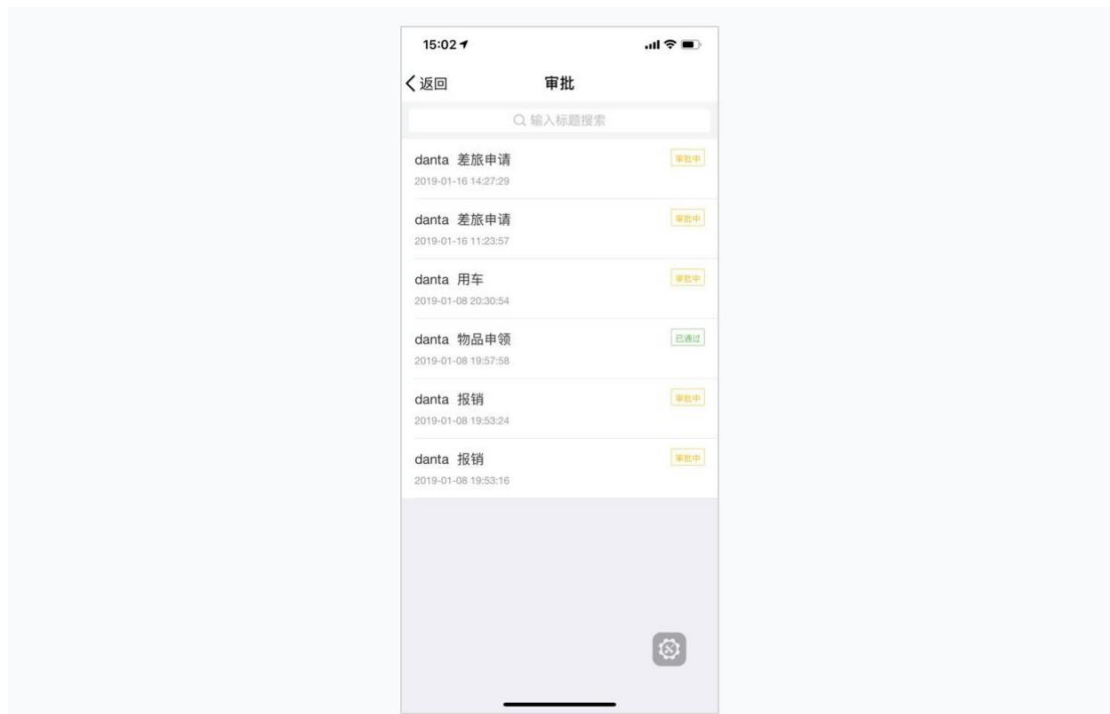 15:02
返回
审批
输入标题搜索
danta 差旅申请
审批中
2019-01-16 14:27:29
danta 差旅申请
审批中
2019-01-16 11:23:57
danta 用车
审批中
2019-01-08 20:30:54
danta 物品申领
已通过
2019-01-08 19:57:58
danta 报销
审批中
2019-01-08 19:53:24
danta 报销
审批中
2019-01-08 19:53:16